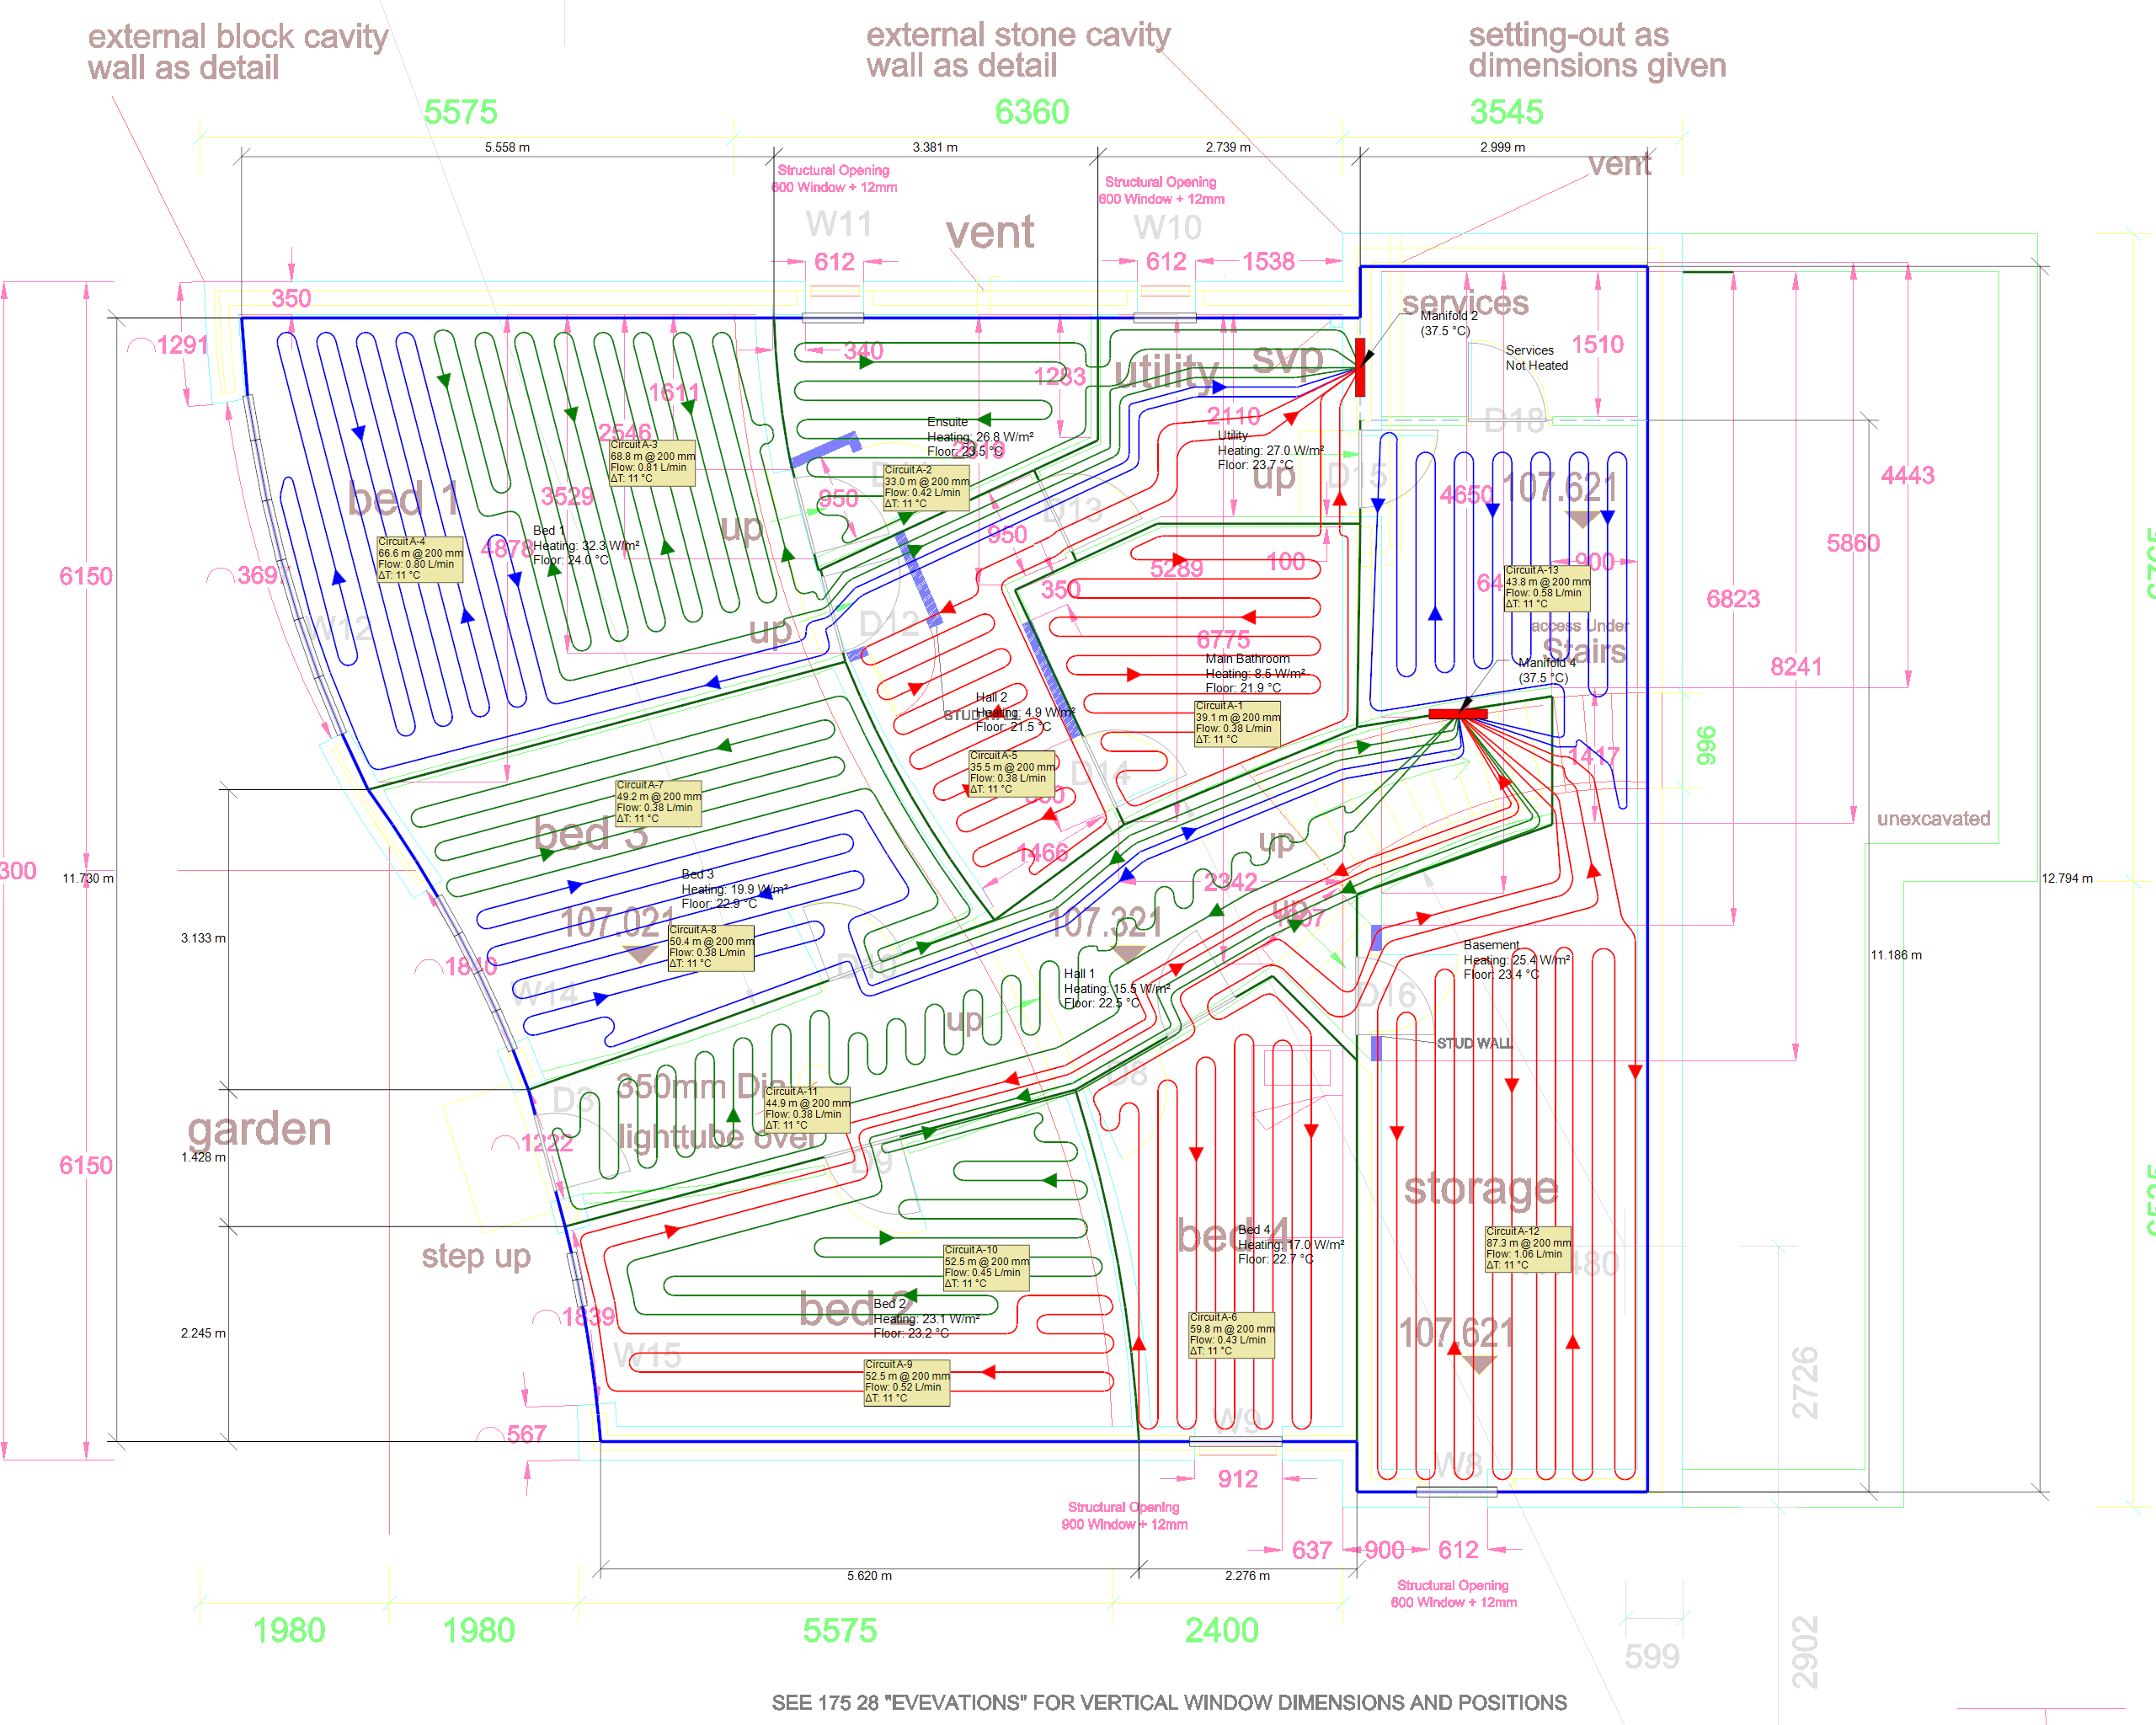 external block cavity
wall as detail
external stone cavity
wall as detail
setting-out as
dimensions given
5575
6360
3545
5.558 m
3.381 m
2.739 m
2.999 m
Structural Opening
600 Window + 12mm
Structural Opening
600 Window + 12mm
vent
W11
W10
vent
612
612
1538
350
services
Manifold 2
(37.5 °C)
1291
340
Services
Not Heated
1510
1283
utility
svp
1611
2110
D18
2546
Circuit A-3
68.8 m @ 200 mm
Flow: 0.81 L/min
ΔT: 11 °C
Ensuite
Heating: 26.8 W/m²
Floor: 23.5 °C
Utility
Heating: 27.0 W/m²
Floor: 23.7 °C
Circuit A-2
33.0 m @ 200 mm
Flow: 0.42 L/min
ΔT: 11 °C
up
D15
4443
bed 1
3529
950
4650
107.621
up
D13
950
Bed 1
Heating: 32.3 W/m²
Floor: 24.0 °C
4878
Circuit A-4
66.6 m @ 200 mm
Flow: 0.80 L/min
ΔT: 11 °C
5860
100
900
5289
6150
350
Circuit A-13
43.8 m @ 200 mm
Flow: 0.58 L/min
ΔT: 11 °C
6823
W12
up
D12
access Under
Stairs
6775
Main Bathroom
Heating: 8.5 W/m²
Floor: 21.9 °C
Manifold 4
(37.5 °C)
8241
Hall 2
Heating: 4.9 W/m²
Floor: 21.5 °C
STUD WALL
Circuit A-1
39.1 m @ 200 mm
Flow: 0.38 L/min
ΔT: 11 °C
996
1417
Circuit A-5
35.5 m @ 200 mm
Flow: 0.38 L/min
ΔT: 11 °C
D14
Circuit A-7
49.2 m @ 200 mm
Flow: 0.38 L/min
ΔT: 11 °C
bed 3
unexcavated
up
1466
300
11.730 m
Bed 3
Heating: 19.9 W/m²
Floor: 22.9 °C
2342
12.794 m
107.021
107.321
up
3.133 m
Circuit A-8
50.4 m @ 200 mm
Flow: 0.38 L/min
ΔT: 11 °C
Basement
Heating: 25.4 W/m²
Floor: 23.4 °C
11.186 m
1840
D10
Hall 1
Heating: 15.5 W/m²
Floor: 22.5 °C
W14
D16
up
STUD WALL
D8
350mm Dia
lighttube over
Circuit A-11
44.9 m @ 200 mm
Flow: 0.38 L/min
ΔT: 11 °C
D3
garden
1222
1.428 m
6150
D9
storage
step up
bed 4
Bed 4
Heating: 17.0 W/m²
Floor: 22.7 °C
Circuit A-12
87.3 m @ 200 mm
Flow: 1.06 L/min
ΔT: 11 °C
Circuit A-10
52.5 m @ 200 mm
Flow: 0.45 L/min
ΔT: 11 °C
bed 2
Bed 2
Heating: 23.1 W/m²
Floor: 23.2 °C
1839
2.245 m
Circuit A-6
59.8 m @ 200 mm
Flow: 0.43 L/min
ΔT: 11 °C
107.621
W15
Circuit A-9
52.5 m @ 200 mm
Flow: 0.52 L/min
ΔT: 11 °C
2726
567
W9
W8
912
Structural Opening
900 Window + 12mm
637
900
612
5.620 m
2.276 m
Structural Opening
600 Window + 12mm
1980
1980
5575
2400
599
2902
SEE 175 28 "EVEVATIONS" FOR VERTICAL WINDOW DIMENSIONS AND POSITIONS